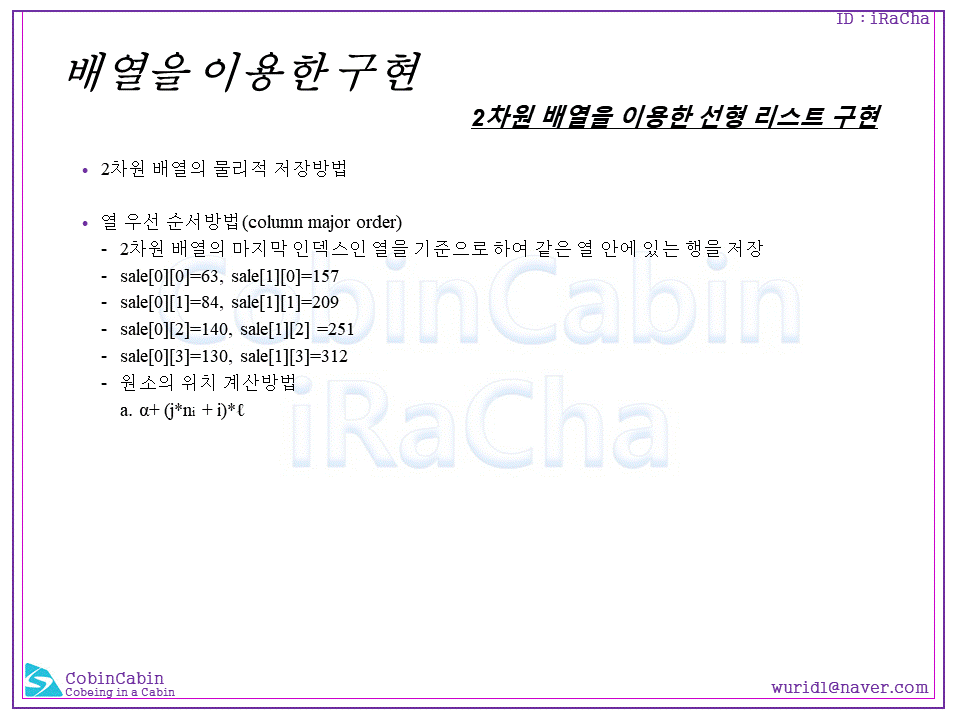 ID : iRaCha
배열을 이용한 구현
2차원 배열을 이용한 선형 리스트 구현
• 2차원 배열의 물리적 저장방법
• 열 우선 순서방법(column major order)
- 2차원 배열의 마지막 인덱스인 열을 기준으로 하여 같은 열 안에 있는 행을 저장
- sale[0][0]=63, sale[1][0]=157
- sale[0][1]=84, sale[1][1]=209
- sale[0][2]=140, sale[1][2] =251
- sale[0][3]=130, sale[1][3]=312
- 원소의 위치 계산방법
a. α+ (j*nᵢ + i)*ℓ
CobinCabin
iRaCha
CobinCabin
Cobeing in a Cabin
wurid1@naver.com